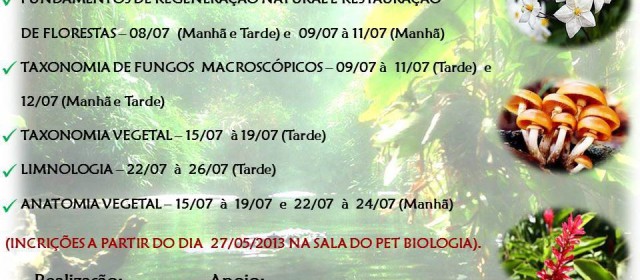 FUNDAMENTOS DE REGENERAÇÃO NATURAL E RESTAURAÇÃO
DE FLORESTAS – 08/07 (Manhã e Tarde) e 09/07 à 11/07 (Manhã)
TAXONOMIA DE FUNGOS MACROSCÓPICOS – 09/07 à 11/07 (Tarde) e
12/07 (Manhã e Tarde)
TAXONOMIA VEGETAL – 15/07 à 19/07 (Tarde)
LIMNOLOGIA – 22/07 à 26/07 (Tarde)
ANATOMIA VEGETAL – 15/07 à 19/07 e 22/07 à 24/07 (Manhã)
(INCRIÇÕES A PARTIR DO DIA 27/05/2013 NA SALA DO PET BIOLOGIA).
Realização: Apoio: